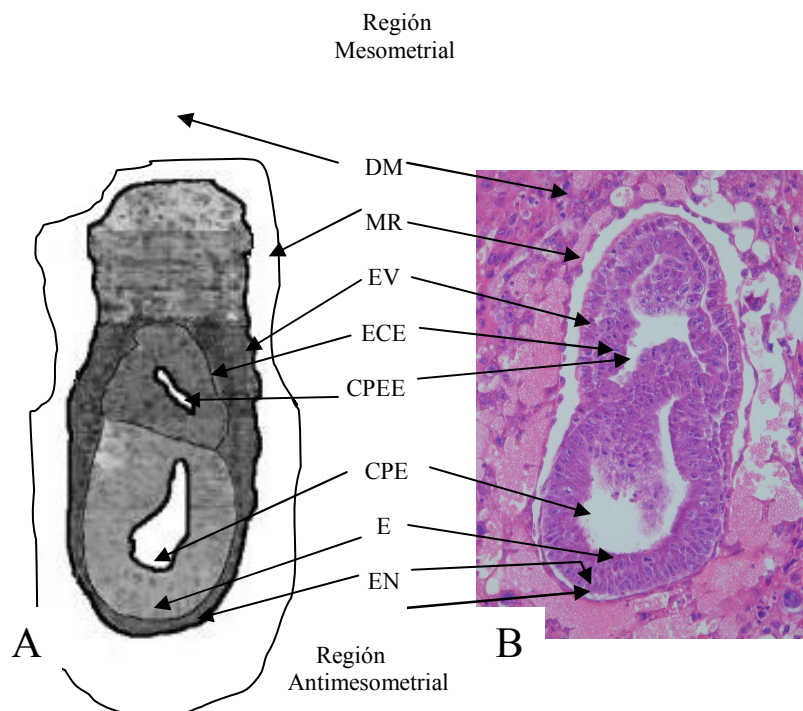 Región
Mesometrial
DM
MR
EV
ECE
CPEE
CPE
E
EN
A
B
Región
Antimesometrial